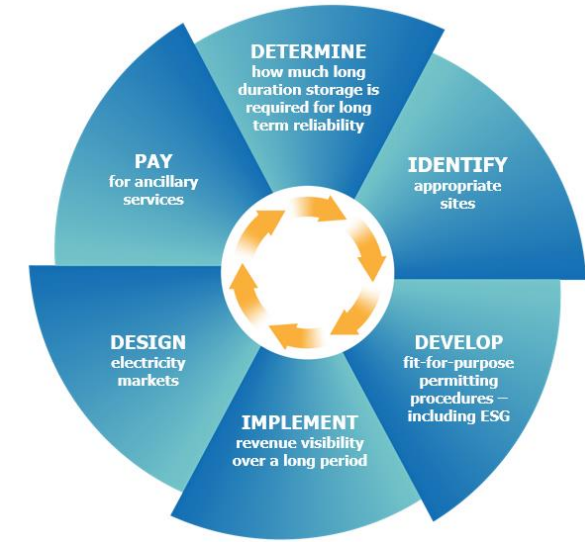 DETERMINE
how much long
duration storage is
required for long
term reliability
IDENTIFY
appropriate
sites
DEVELOP
fit-for-purpose
permitting
procedures –
including ESG
IMPLEMENT
revenue visibility
over a long period
DESIGN
electricity
markets
PAY
for ancillary
services